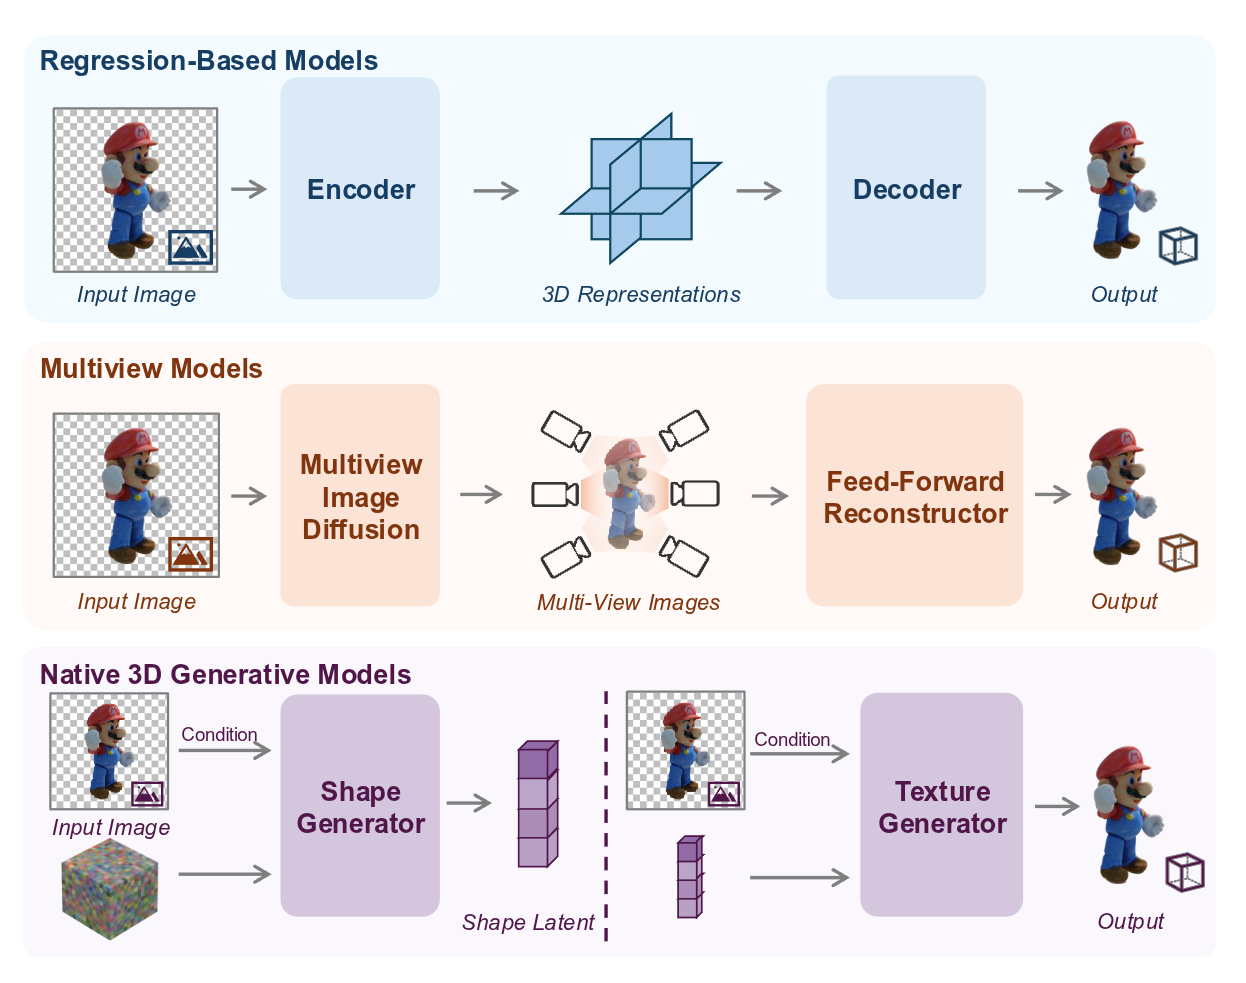 Regression-Based Models
Encoder
Decoder
Input Image
3D Representations
Output
Multiview Models
Multiview
Image
Diffusion
Feed-Forward
Reconstructor
Input Image
Multi-View Images
Output
Native 3D Generative Models
Condition
Input Image
Shape
Generator
Shape Latent
Condition
Texture
Generator
Output